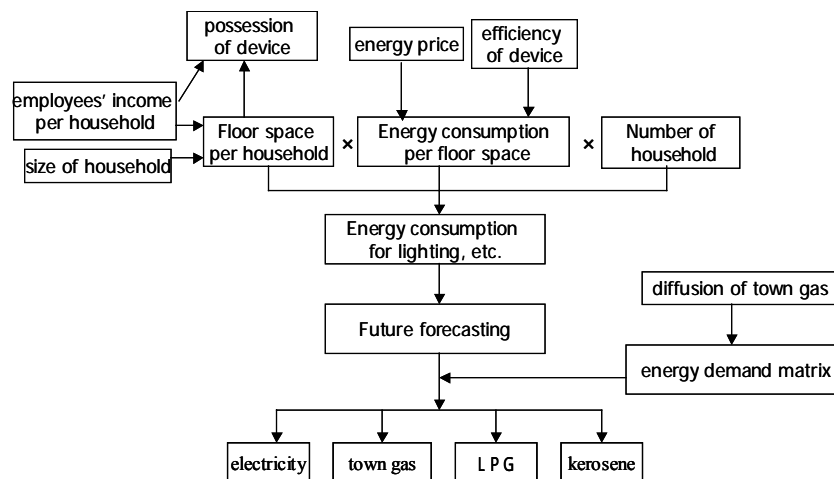 possession
of device
energy price
efficiency
of device
employees' income
per household
Floor space
per household
×
Energy consumption
per floor space
×
Number of
household
size of household
Energy consumption
for lighting, etc.
diffusion of town gas
Future forecasting
energy demand matrix
electricity
town gas
LPG
kerosene